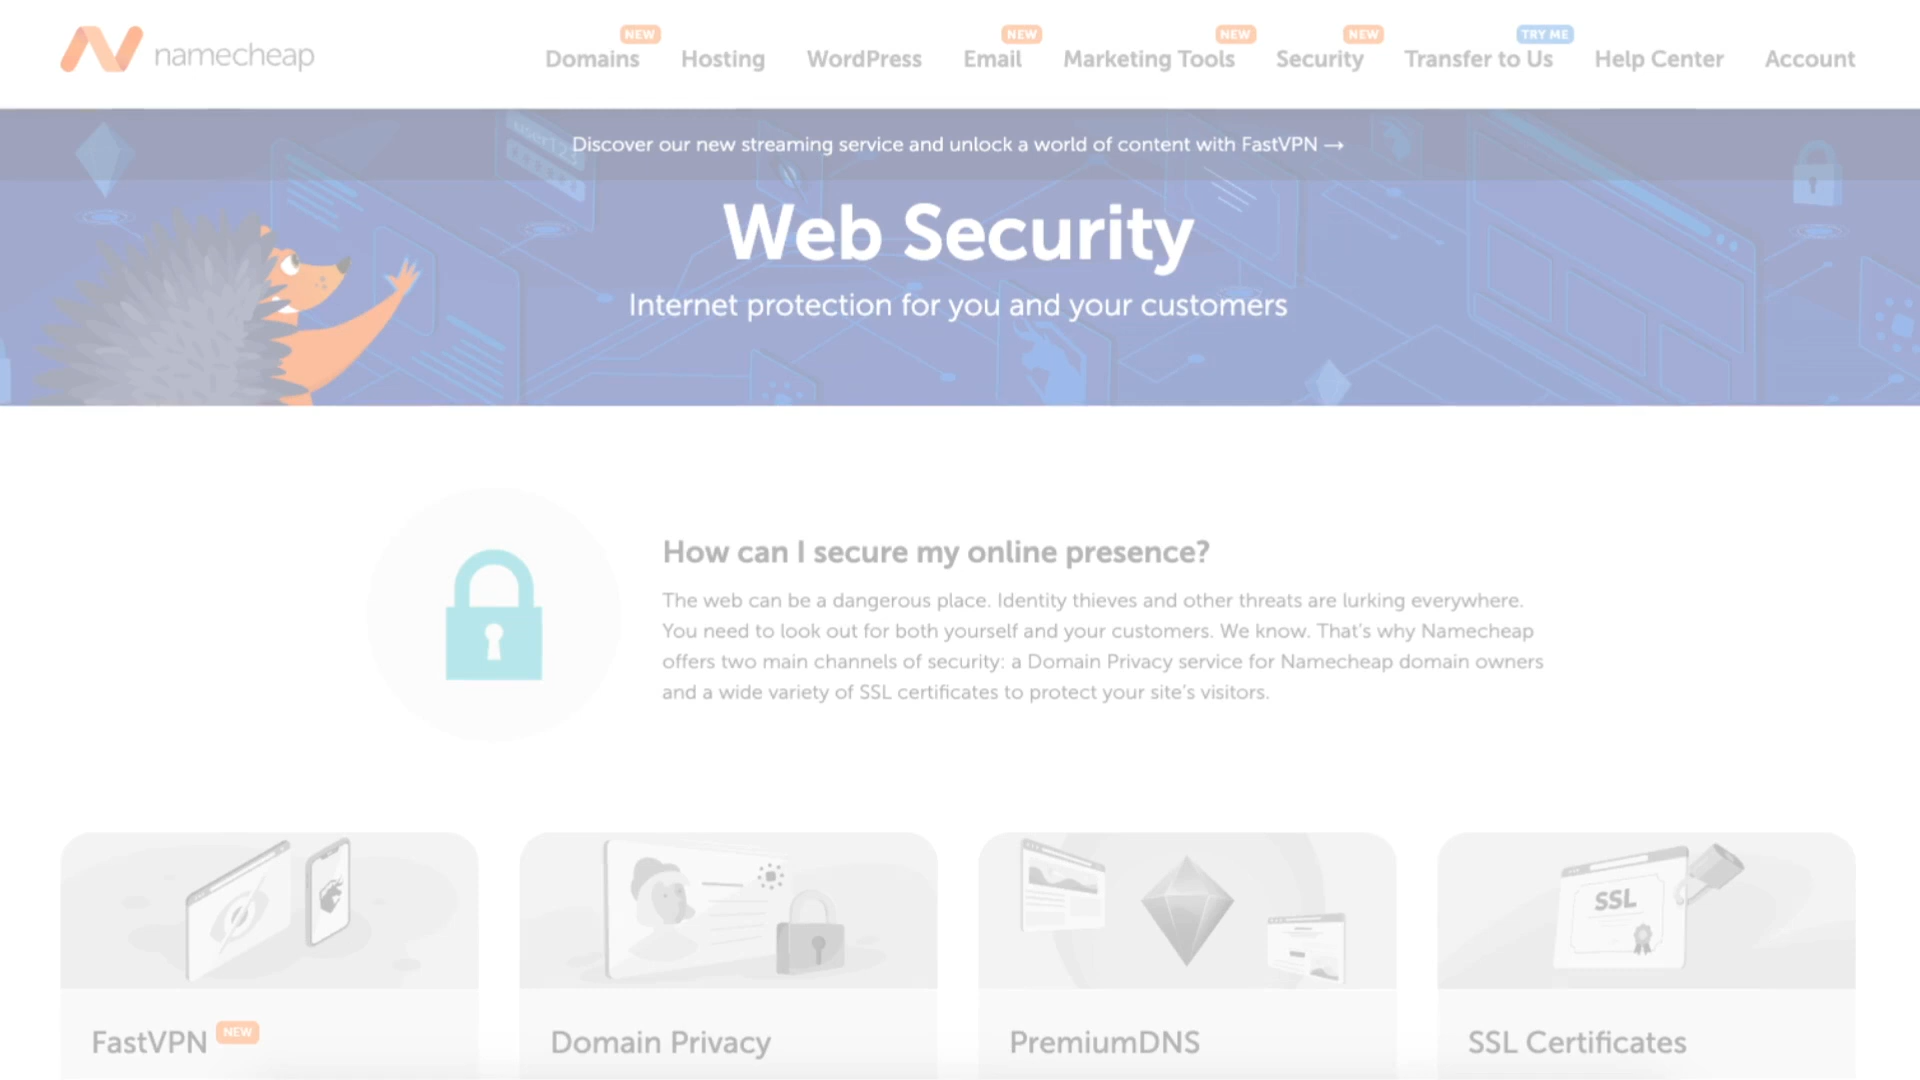 namecheap
Domains NEW
Hosting
WordPress
Email NEW
Marketing Tools NEW
Security NEW
Transfer to Us TRY ME
Help Center
Account
Discover our new streaming service and unlock a world of content with FastVPN →
Web Security
Internet protection for you and your customers
How can I secure my online presence?
The web can be a dangerous place. Identity thieves and other threats are lurking everywhere.
You need to look out for both yourself and your customers. We know. That’s why Namecheap
offers two main channels of security: a Domain Privacy service for Namecheap domain owners
and a wide variety of SSL certificates to protect your site’s visitors.
SSL
FastVPN NEW
Domain Privacy
PremiumDNS
SSL Certificates